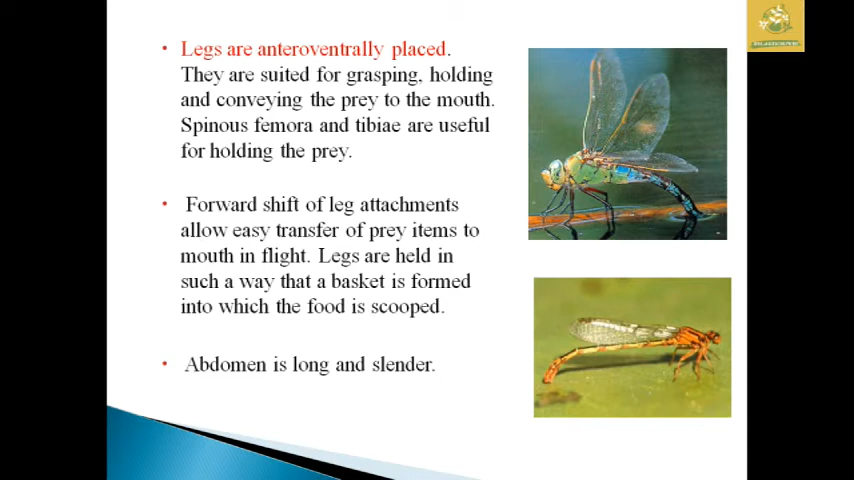 • Legs are anteroventrally placed.
They are suited for grasping, holding
and conveying the prey to the mouth.
Spinous femora and tibiae are useful
for holding the prey.
• Forward shift of leg attachments
allow easy transfer of prey items to
mouth in flight. Legs are held in
such a way that a basket is formed
into which the food is scooped.
• Abdomen is long and slender.